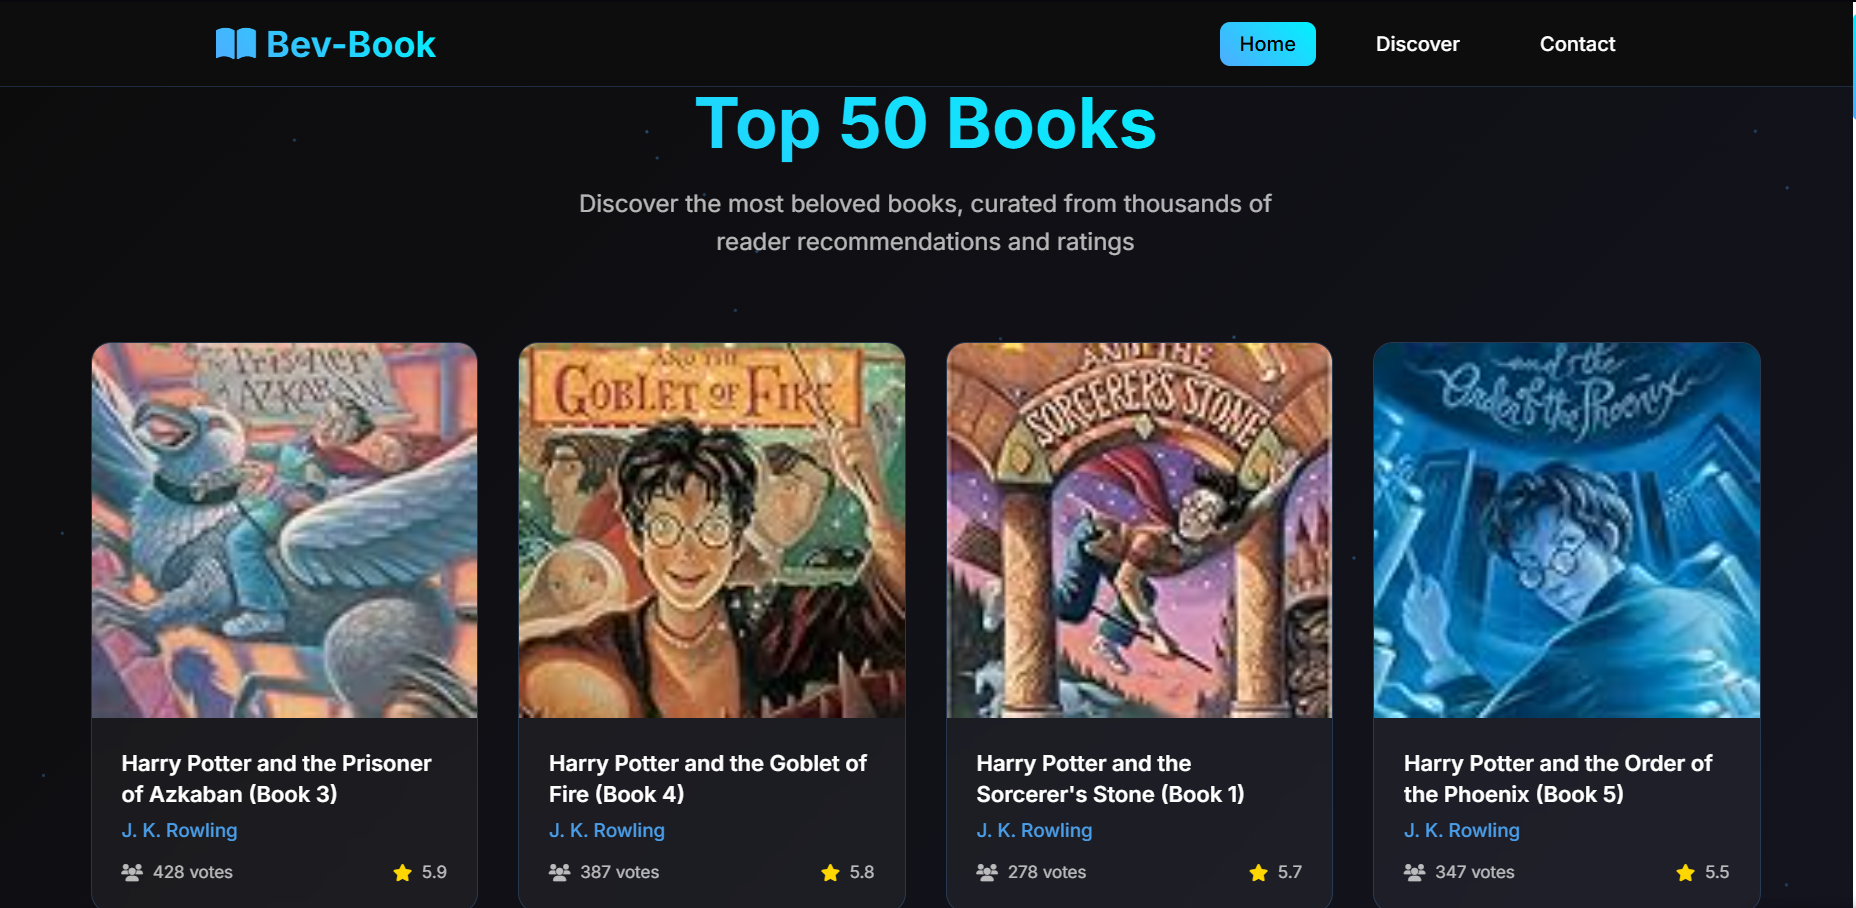 Bev-Book
Home
Discover
Contact
Top 50 Books
Discover the most beloved books, curated from thousands of
reader recommendations and ratings
Prisoner
of AZKABAN
AND THE
GOBLET OF FIRE
AND THE
SORCERER'S STONE
and the
Order of the Phoenix
Harry Potter and the Prisoner
of Azkaban (Book 3)
J. K. Rowling
428 votes
5.9
Harry Potter and the Goblet of
Fire (Book 4)
J. K. Rowling
387 votes
5.8
Harry Potter and the
Sorcerer's Stone (Book 1)
J. K. Rowling
278 votes
5.7
Harry Potter and the Order of
the Phoenix (Book 5)
J. K. Rowling
347 votes
5.5